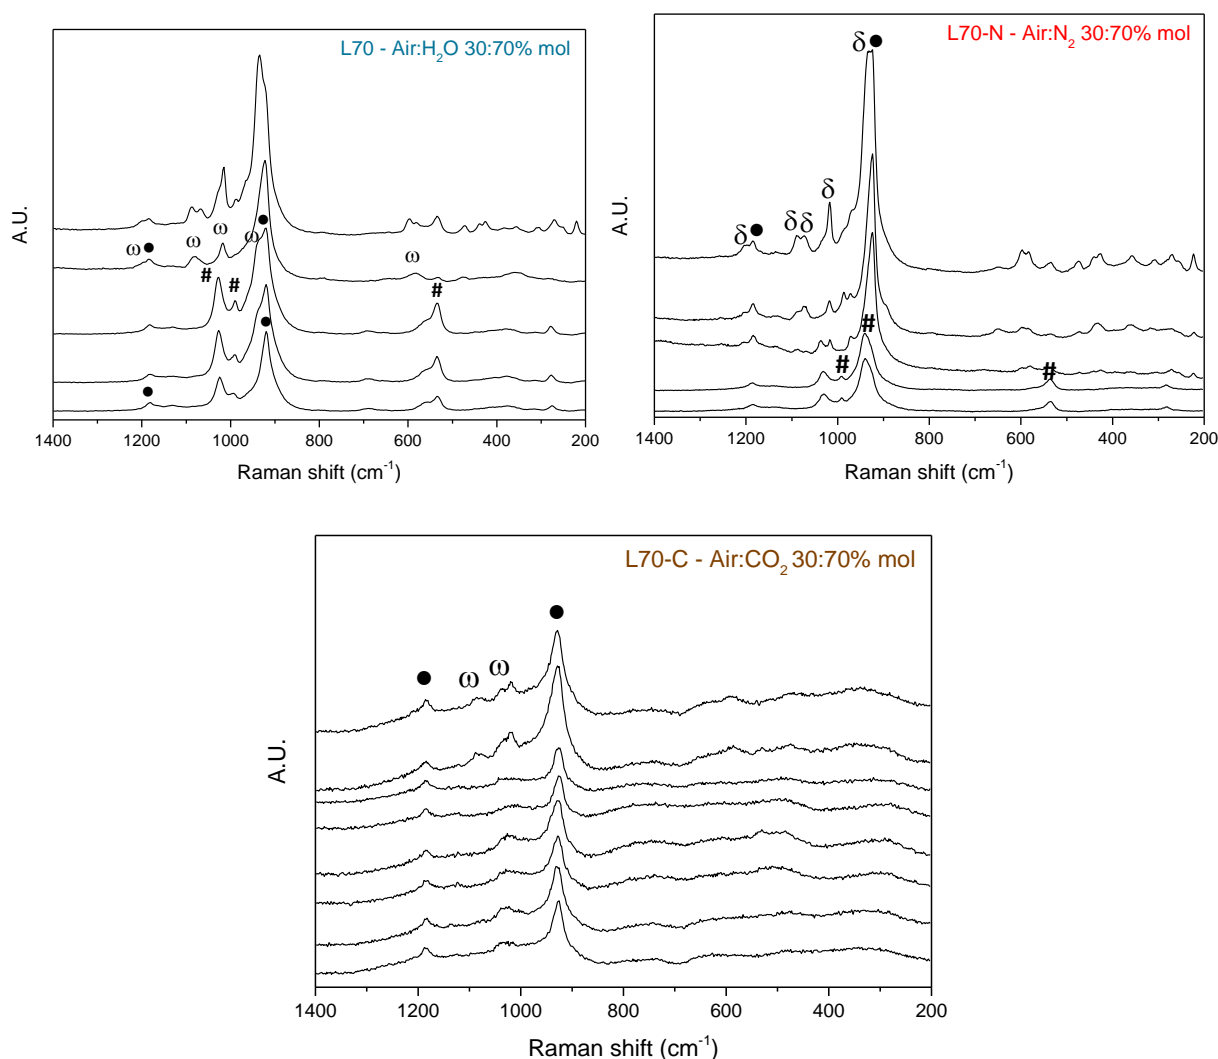 L70 - Air:H₂O 30:70% mol
A.U.
ω ● ω ω ω ● ω
# # #
●
●
1400 1200 1000 800 600 400 200
Raman shift (cm⁻¹)
L70-N - Air:N₂ 30:70% mol
A.U.
δ ●
δ ● δ δ δ
# # #
1400 1200 1000 800 600 400 200
Raman shift (cm⁻¹)
L70-C - Air:CO₂ 30:70% mol
A.U.
● ω ω ●
1400 1200 1000 800 600 400 200
Raman shift (cm⁻¹)